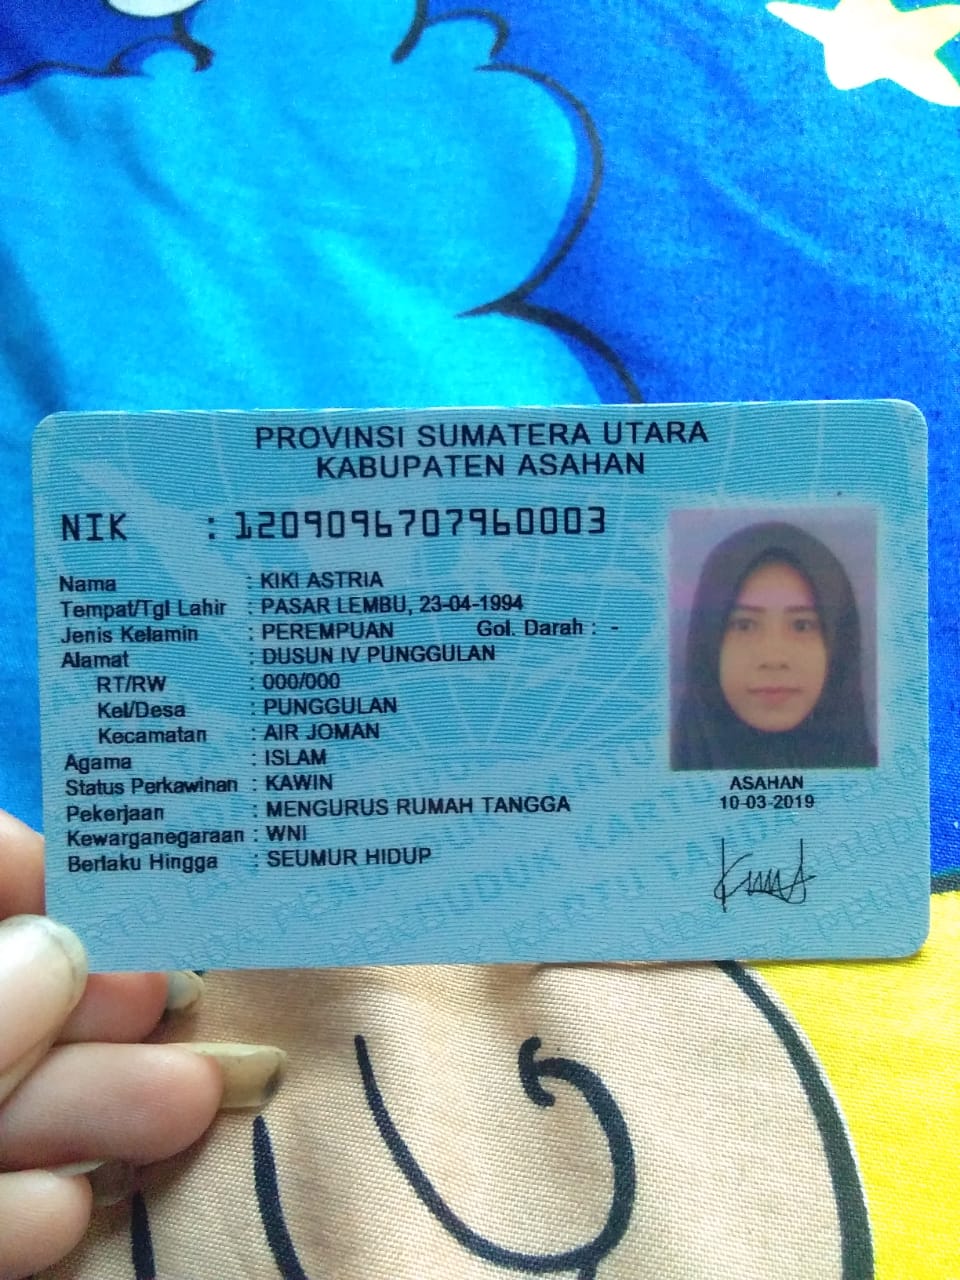 PROVINSI SUMATERA UTARA
KABUPATEN ASAHAN
NIK : 1209096707960003
Nama : KIKI ASTRIA
Tempat/Tgl Lahir : PASAR LEMBU, 23-04-1994
Jenis Kelamin : PEREMPUAN Gol. Darah : -
Alamat : DUSUN IV PUNGGULAN
RT/RW : 000/000
Kel/Desa : PUNGGULAN
Kecamatan : AIR JOMAN
Agama : ISLAM
Status Perkawinan : KAWIN
Pekerjaan : MENGURUS RUMAH TANGGA
Kewarganegaraan : WNI
Berlaku Hingga : SEUMUR HIDUP
ASAHAN
10-03-2019